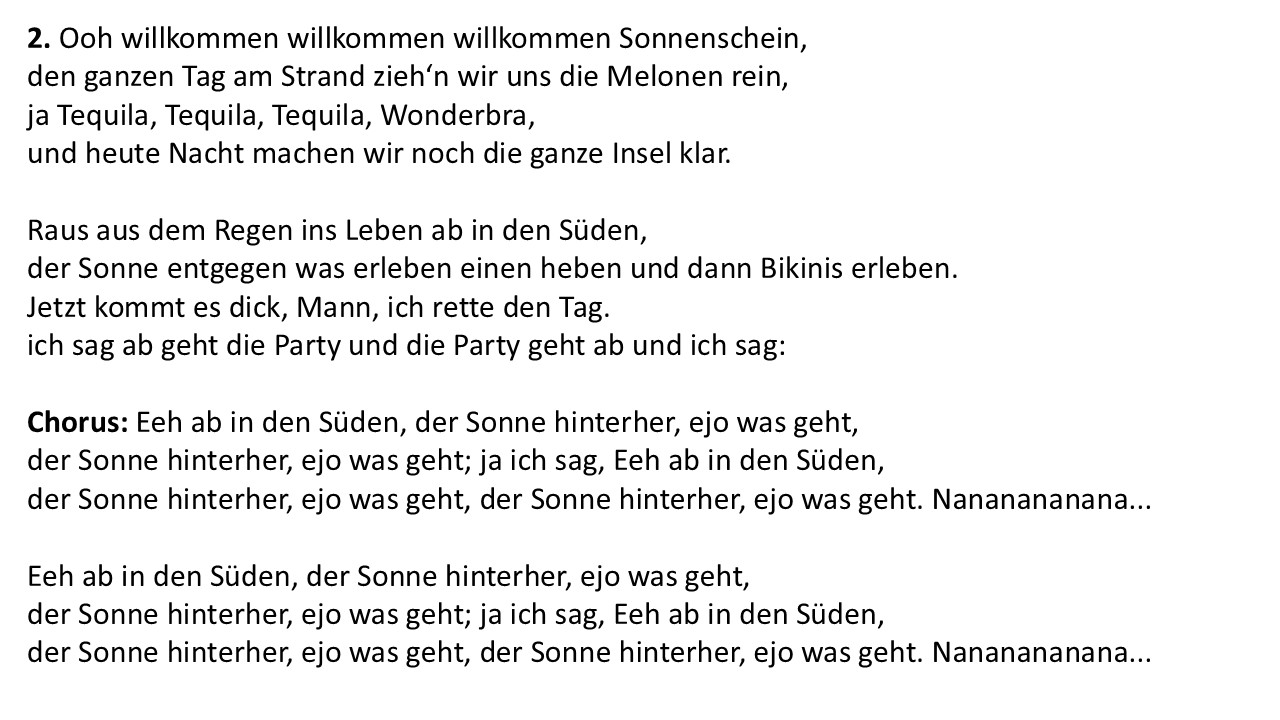 2. Ooh willkommen willkommen willkommen Sonnenschein,
den ganzen Tag am Strand zieh‘n wir uns die Melonen rein,
ja Tequila, Tequila, Tequila, Wonderbra,
und heute Nacht machen wir noch die ganze Insel klar.
Raus aus dem Regen ins Leben ab in den Süden,
der Sonne entgegen was erleben einen heben und dann Bikinis erleben.
Jetzt kommt es dick, Mann, ich rette den Tag.
ich sag ab geht die Party und die Party geht ab und ich sag:
Chorus: Eeh ab in den Süden, der Sonne hinterher, ejo was geht,
der Sonne hinterher, ejo was geht; ja ich sag, Eeh ab in den Süden,
der Sonne hinterher, ejo was geht, der Sonne hinterher, ejo was geht. Nanananananana...
Eeh ab in den Süden, der Sonne hinterher, ejo was geht,
der Sonne hinterher, ejo was geht; ja ich sag, Eeh ab in den Süden,
der Sonne hinterher, ejo was geht, der Sonne hinterher, ejo was geht. Nanananananana...